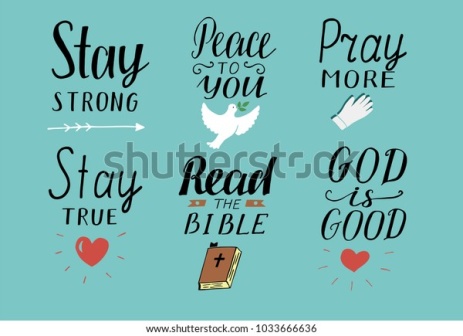 Stay
STRONG
Peace
TO
YOU
Pray
MORE
Stay
TRUE
Read
THE
BIBLE
GOD
is
GOOD
shutterstock
www.shutterstock.com · 1033666636